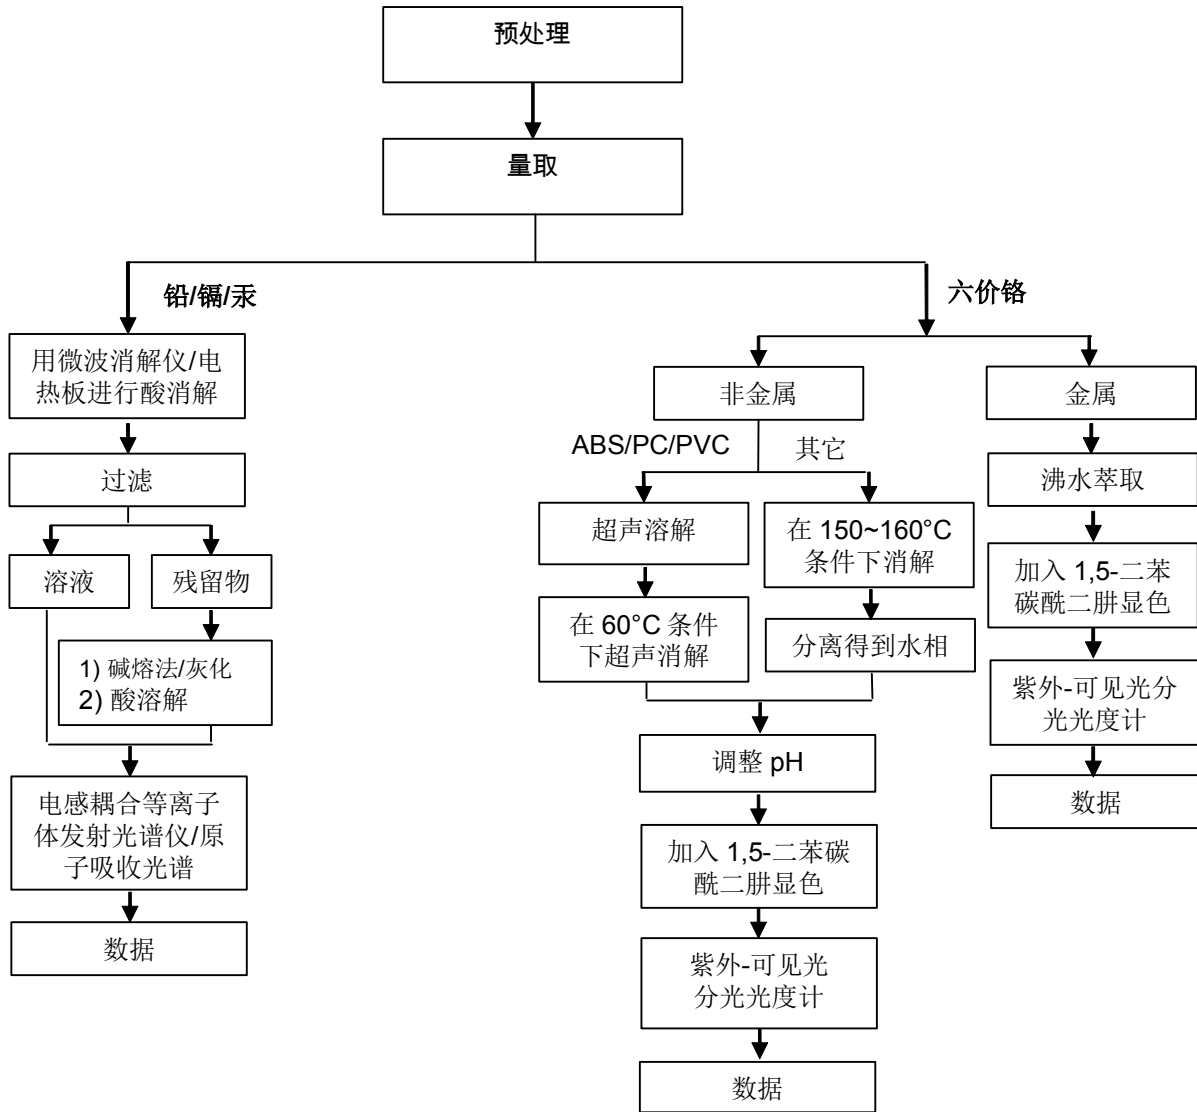 预处理
量取
铅/镉/汞
用微波消解仪/电
热板进行酸消解
过滤
溶液
残留物
1) 碱熔法/灰化
2) 酸溶解
电感耦合等离子
体发射光谱仪/原
子吸收光谱
数据
六价铬
非金属
ABS/PC/PVC
其它
超声溶解
在 60°C 条件
下超声消解
在 150~160°C
条件下消解
分离得到水相
调整 pH
加入 1,5-二苯碳
酰二肼显色
紫外-可见光
分光光度计
数据
金属
沸水萃取
加入 1,5-二苯
碳酰二肼显色
紫外-可见光分
光光度计
数据